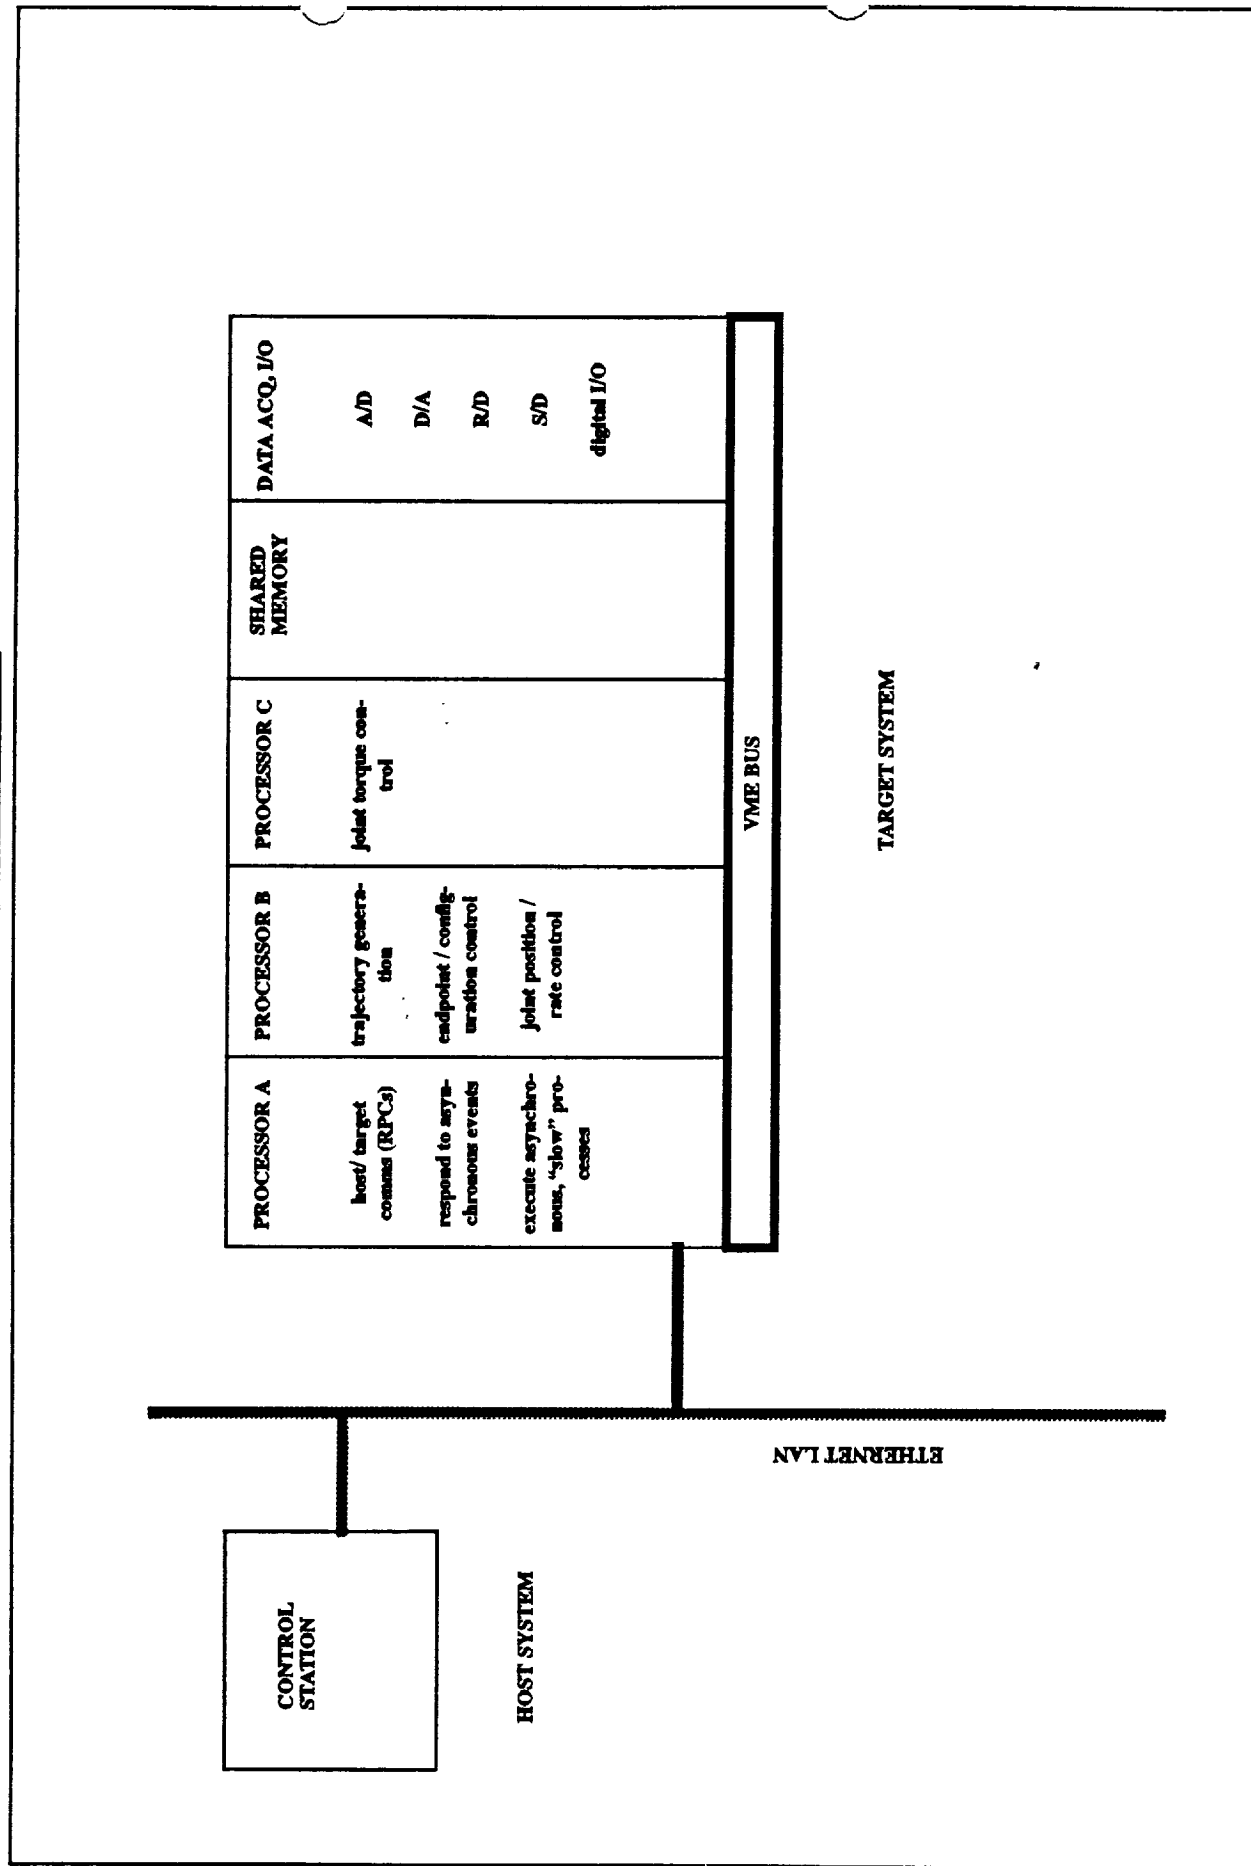 CONTROL
STATION
HOST SYSTEM
ETHERNET LAN
PROCESSOR A
host/ target
comms (RPCs)
respond to asyn-
chronous events
execute asynchro-
nous, “slow” pro-
cesses
PROCESSOR B
trajectory genera-
tion
endpoint / config-
uration control
joint position /
rate control
PROCESSOR C
joint torque con-
trol
SHARED
MEMORY
DATA ACQ, I/O
A/D
D/A
R/D
S/D
digital I/O
VME BUS
TARGET SYSTEM